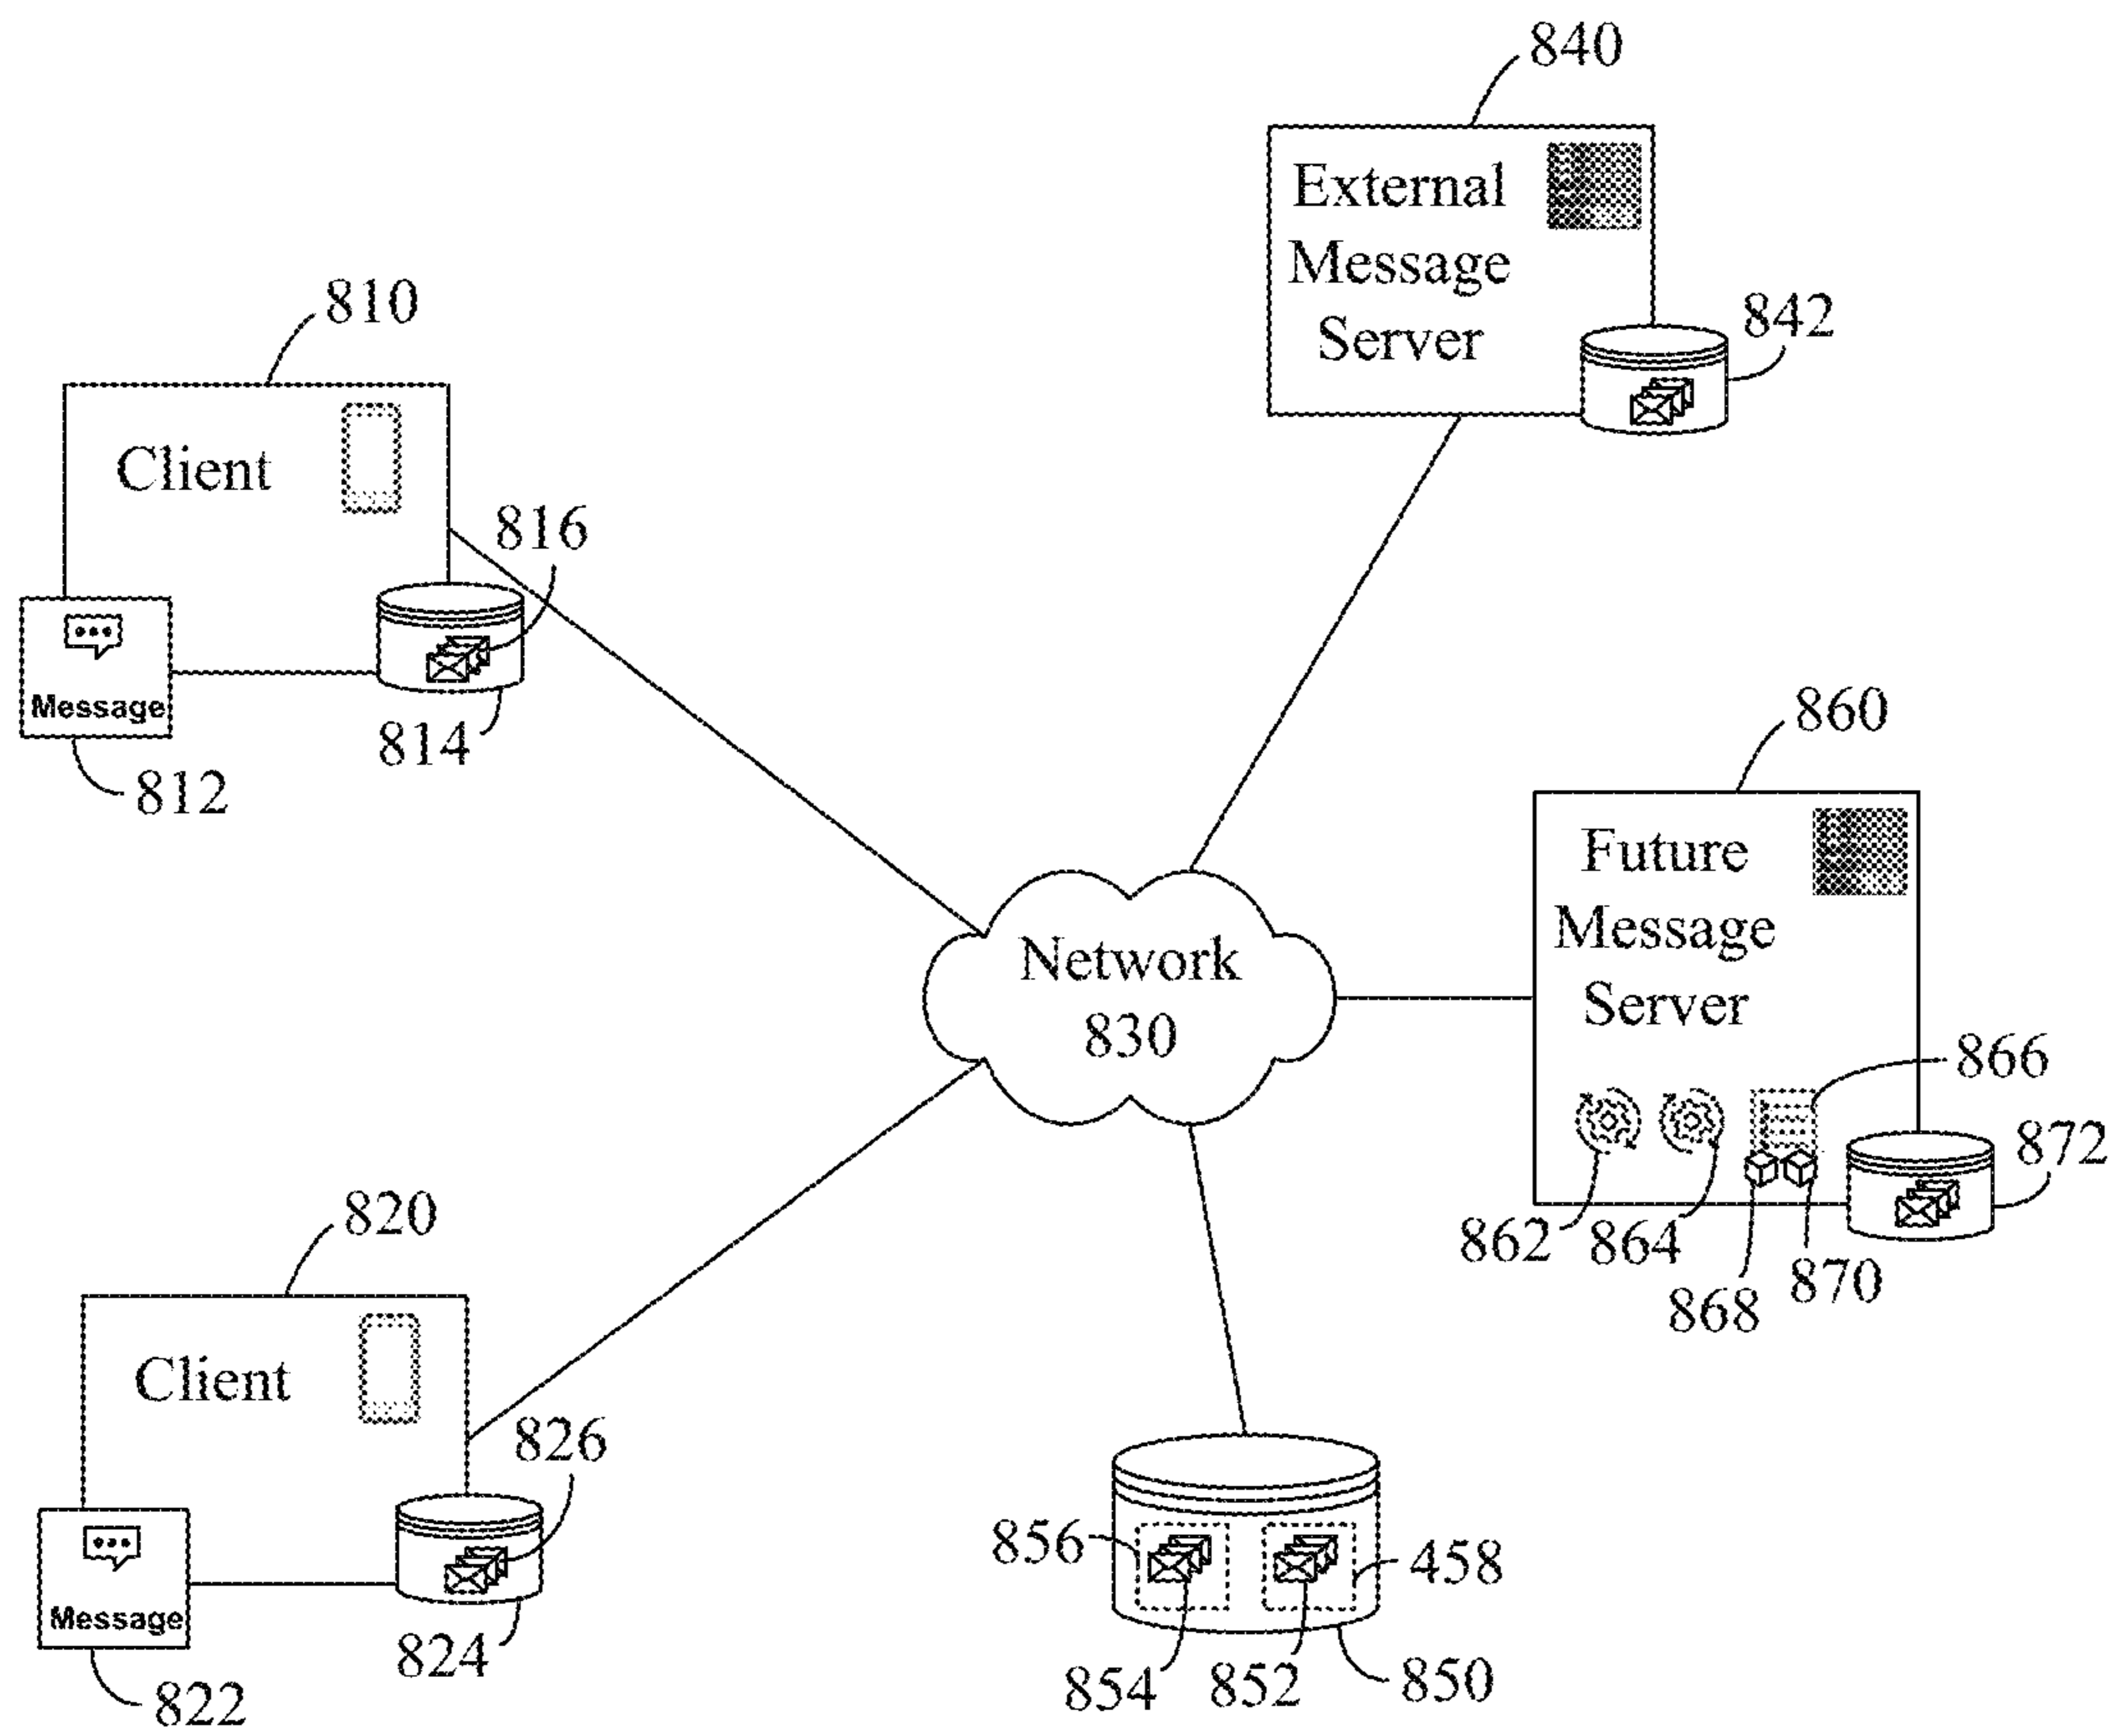 840
External
Message
Server
842
810
Client
816
Message
814
812
860
Future
Message
Server
866
872
862
864
868
870
Network
830
820
Client
826
Message
824
822
856
458
854
852
850